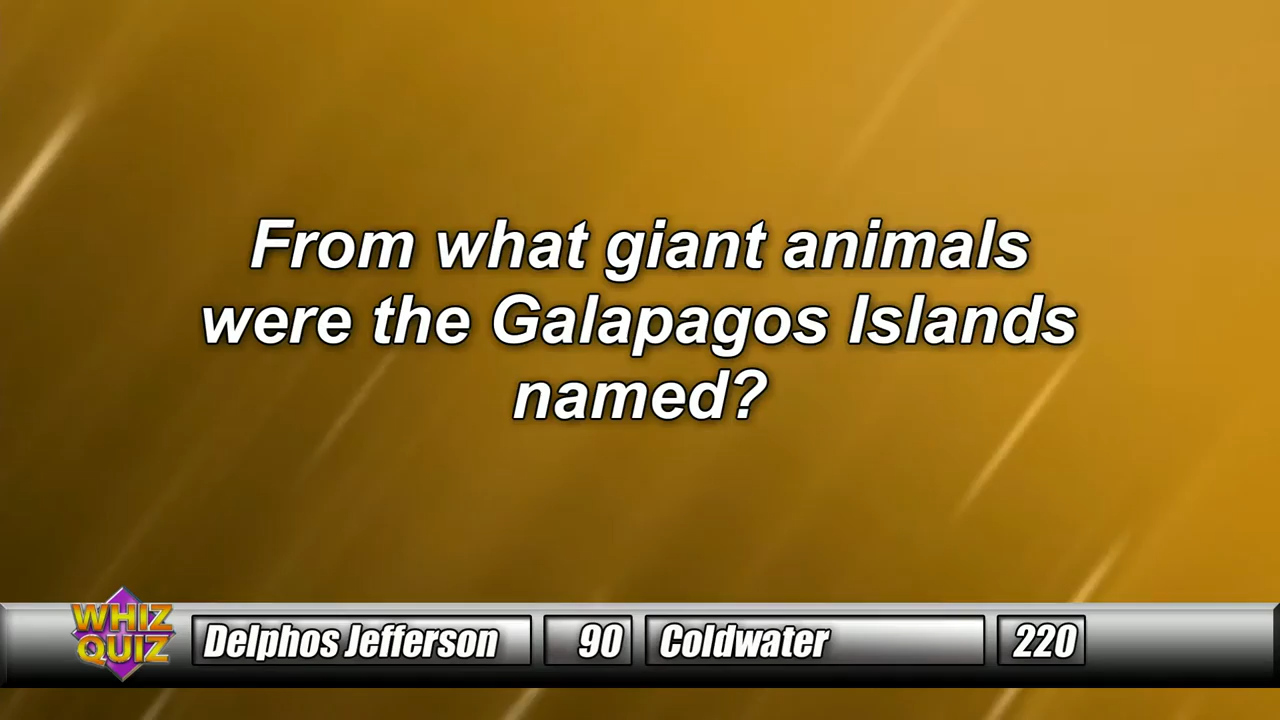 From what giant animals
were the Galapagos Islands
named?
WHIZ
QUIZ
Delphos Jefferson 90 Coldwater 220